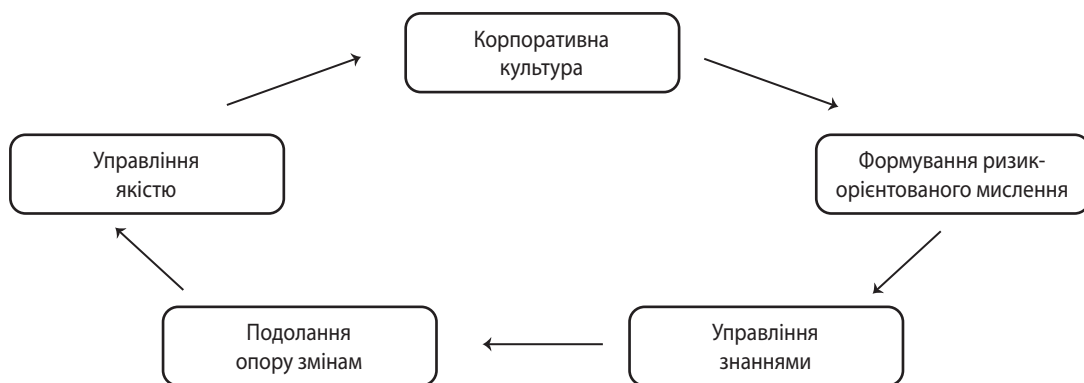 Корпоративна
культура
Управління
якістю
Формування ризик-
орієнтованого мислення
Подолання
опору змінам
Управління
знаннями